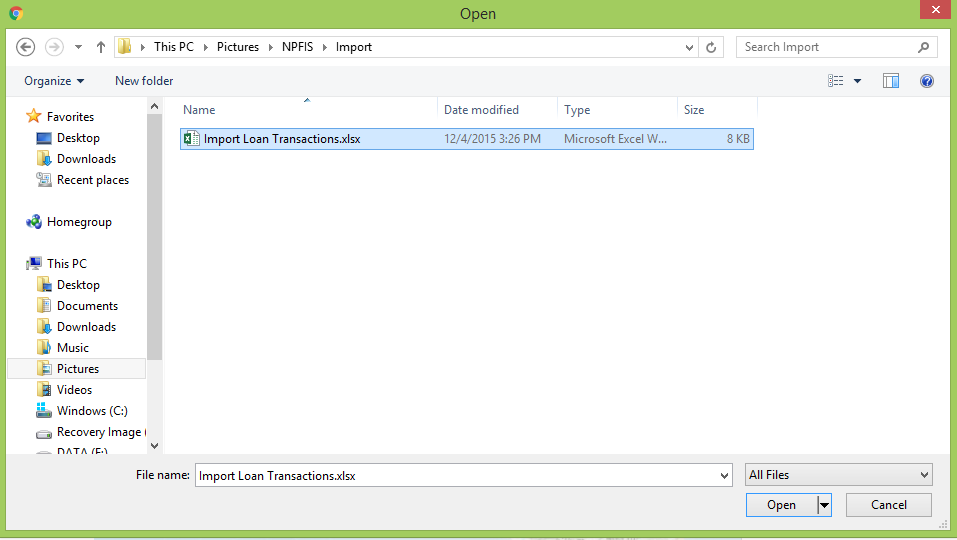 Open
This PC Pictures NPFIS Import
Search Import
Organize New folder
Name Date modified Type Size
Import Loan Transactions.xlsx 12/4/2015 3:26 PM Microsoft Excel W... 8 KB
Favorites
Desktop
Downloads
Recent places
Homegroup
This PC
Desktop
Documents
Downloads
Music
Pictures
Videos
Windows (C:)
Recovery Image (
DATA (F:)
File name: Import Loan Transactions.xlsx All Files
Open Cancel